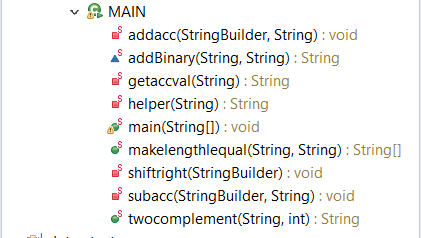 MAIN
addacc(StringBuilder, String) : void
addBinary(String, String) : String
getaccval(String) : String
helper(String) : String
main(String[]) : void
makelengthlequal(String, String) : String[]
shiftright(StringBuilder) : void
subacc(StringBuilder, String) : void
twocomplement(String, int) : String